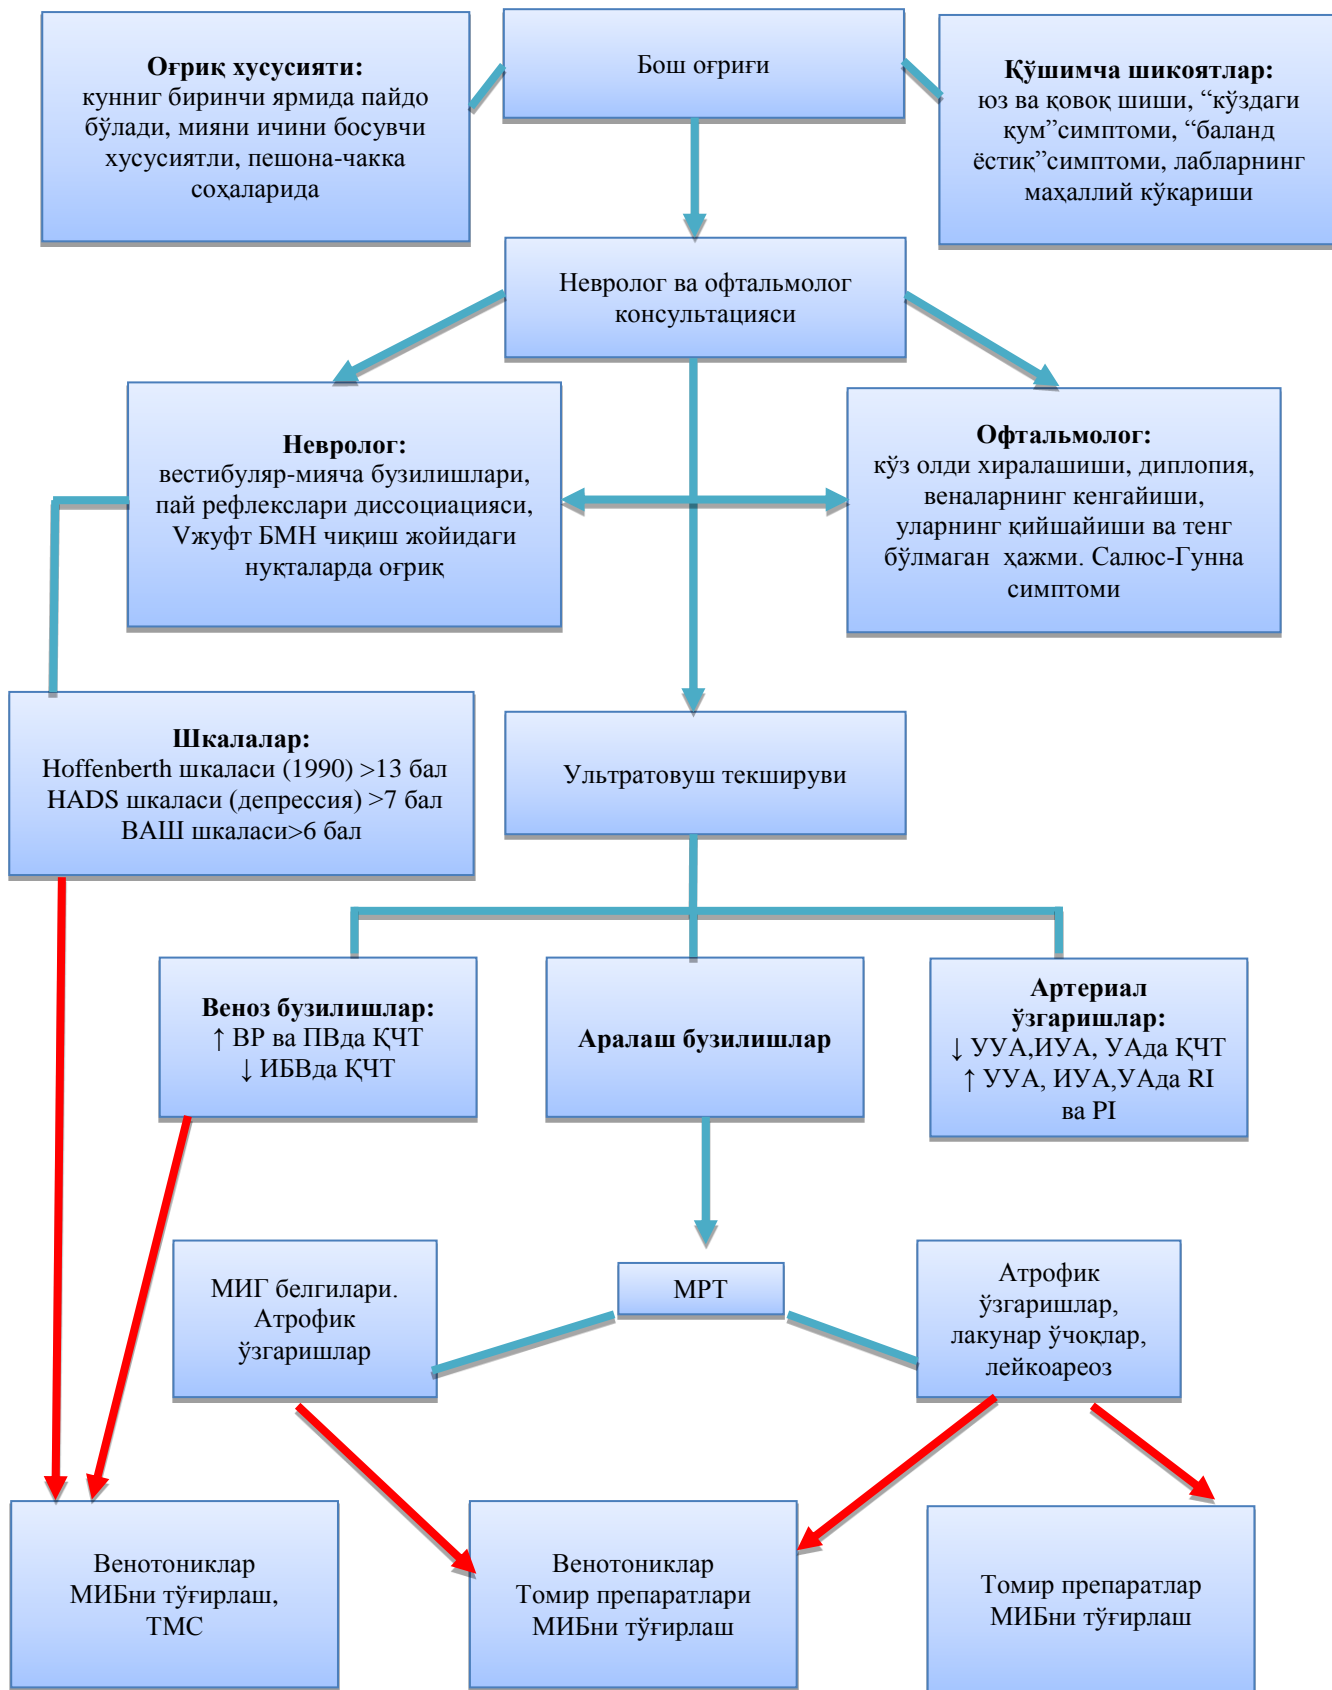 Оғриқ хусусияти:
кунниг биринчи ярмида пайдо
бўлади, мияни ичини босувчи
хусусиятли, пешона-чакка
соҳаларида
Бош оғриғи
Қўшимча шикоятлар:
юз ва қовоқ шиши, “кўздаги
қум”симптоми, “баланд
ёстиқ”симптоми, лабларнинг
маҳаллий кўкариши
Невролог ва офтальмолог
консультацияси
Невролог:
вестибуляр-мияча бузилишлари,
пай рефлекслари диссоциацияси,
Vжуфт БМН чиқиш жойидаги
нуқталарда оғриқ
Офтальмолог:
кўз олди хиралашиши, диплопия,
веналарнинг кенгайиши,
уларнинг қийшайиши ва тенг
бўлмаган ҳажми. Салюс-Гунна
симптоми
Шкалалар:
Hoffenberth шкаласи (1990) >13 бал
HADS шкаласи (депрессия) >7 бал
ВАШ шкаласи>6 бал
Ультратовуш текшируви
Веноз бузилишлар:
↑ ВР ва ПВда ҚЧТ
↓ ИБВда ҚЧТ
Аралаш бузилишлар
Артериал
ўзгаришлар:
↓ УУА,ИУА, УАда ҚЧТ
↑ УУА, ИУА,УАда RI
ва PI
МИГ белгилари.
Атрофик
ўзгаришлар
МРТ
Атрофик
ўзгаришлар,
лакунар ўчоқлар,
лейкоареоз
Венотониклар
МИБни тўғирлаш,
ТМС
Венотониклар
Томир препаратлари
МИБни тўғирлаш
Томир препаратлар
МИБни тўғирлаш